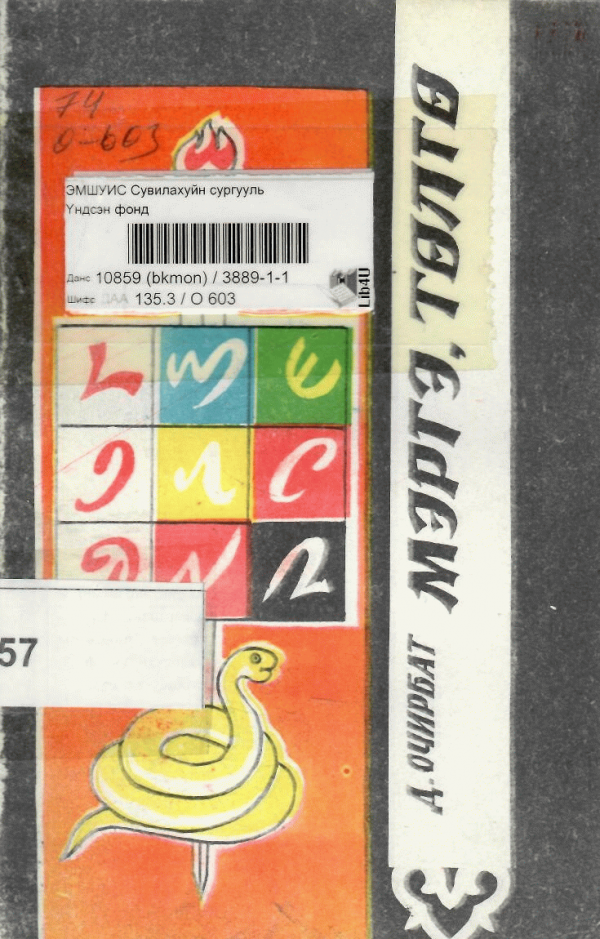 74
О-603
ЭМШУИС Сувилахуйн сургууль
Үндсэн фонд
Данс 10859 (bkmon) / 3889-1-1
Шифр ДАА 135.3 / О 603
Lib4U
57
Д. ОЧИРБАТ МЭРГЭ, ТӨЛГӨ